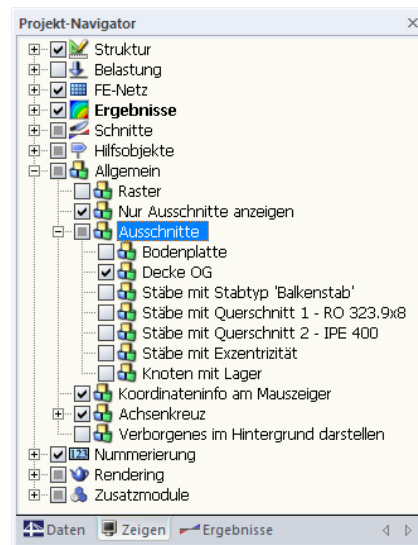 Projekt-Navigator
Struktur
Belastung
FE-Netz
Ergebnisse
Schnitte
Hilfsobjekte
Allgemein
Raster
Nur Ausschnitte anzeigen
Ausschnitte
Bodenplatte
Decke OG
Stäbe mit Stabtyp 'Balkenstab'
Stäbe mit Querschnitt 1 - RO 323.9x8
Stäbe mit Querschnitt 2 - IPE 400
Stäbe mit Exzentrizität
Knoten mit Lager
Koordinateninfo am Mauszeiger
Achsenkreuz
Verborgenes im Hintergrund darstellen
123 Nummerierung
Rendering
Zusatzmodule
Daten Zeigen Ergebnisse